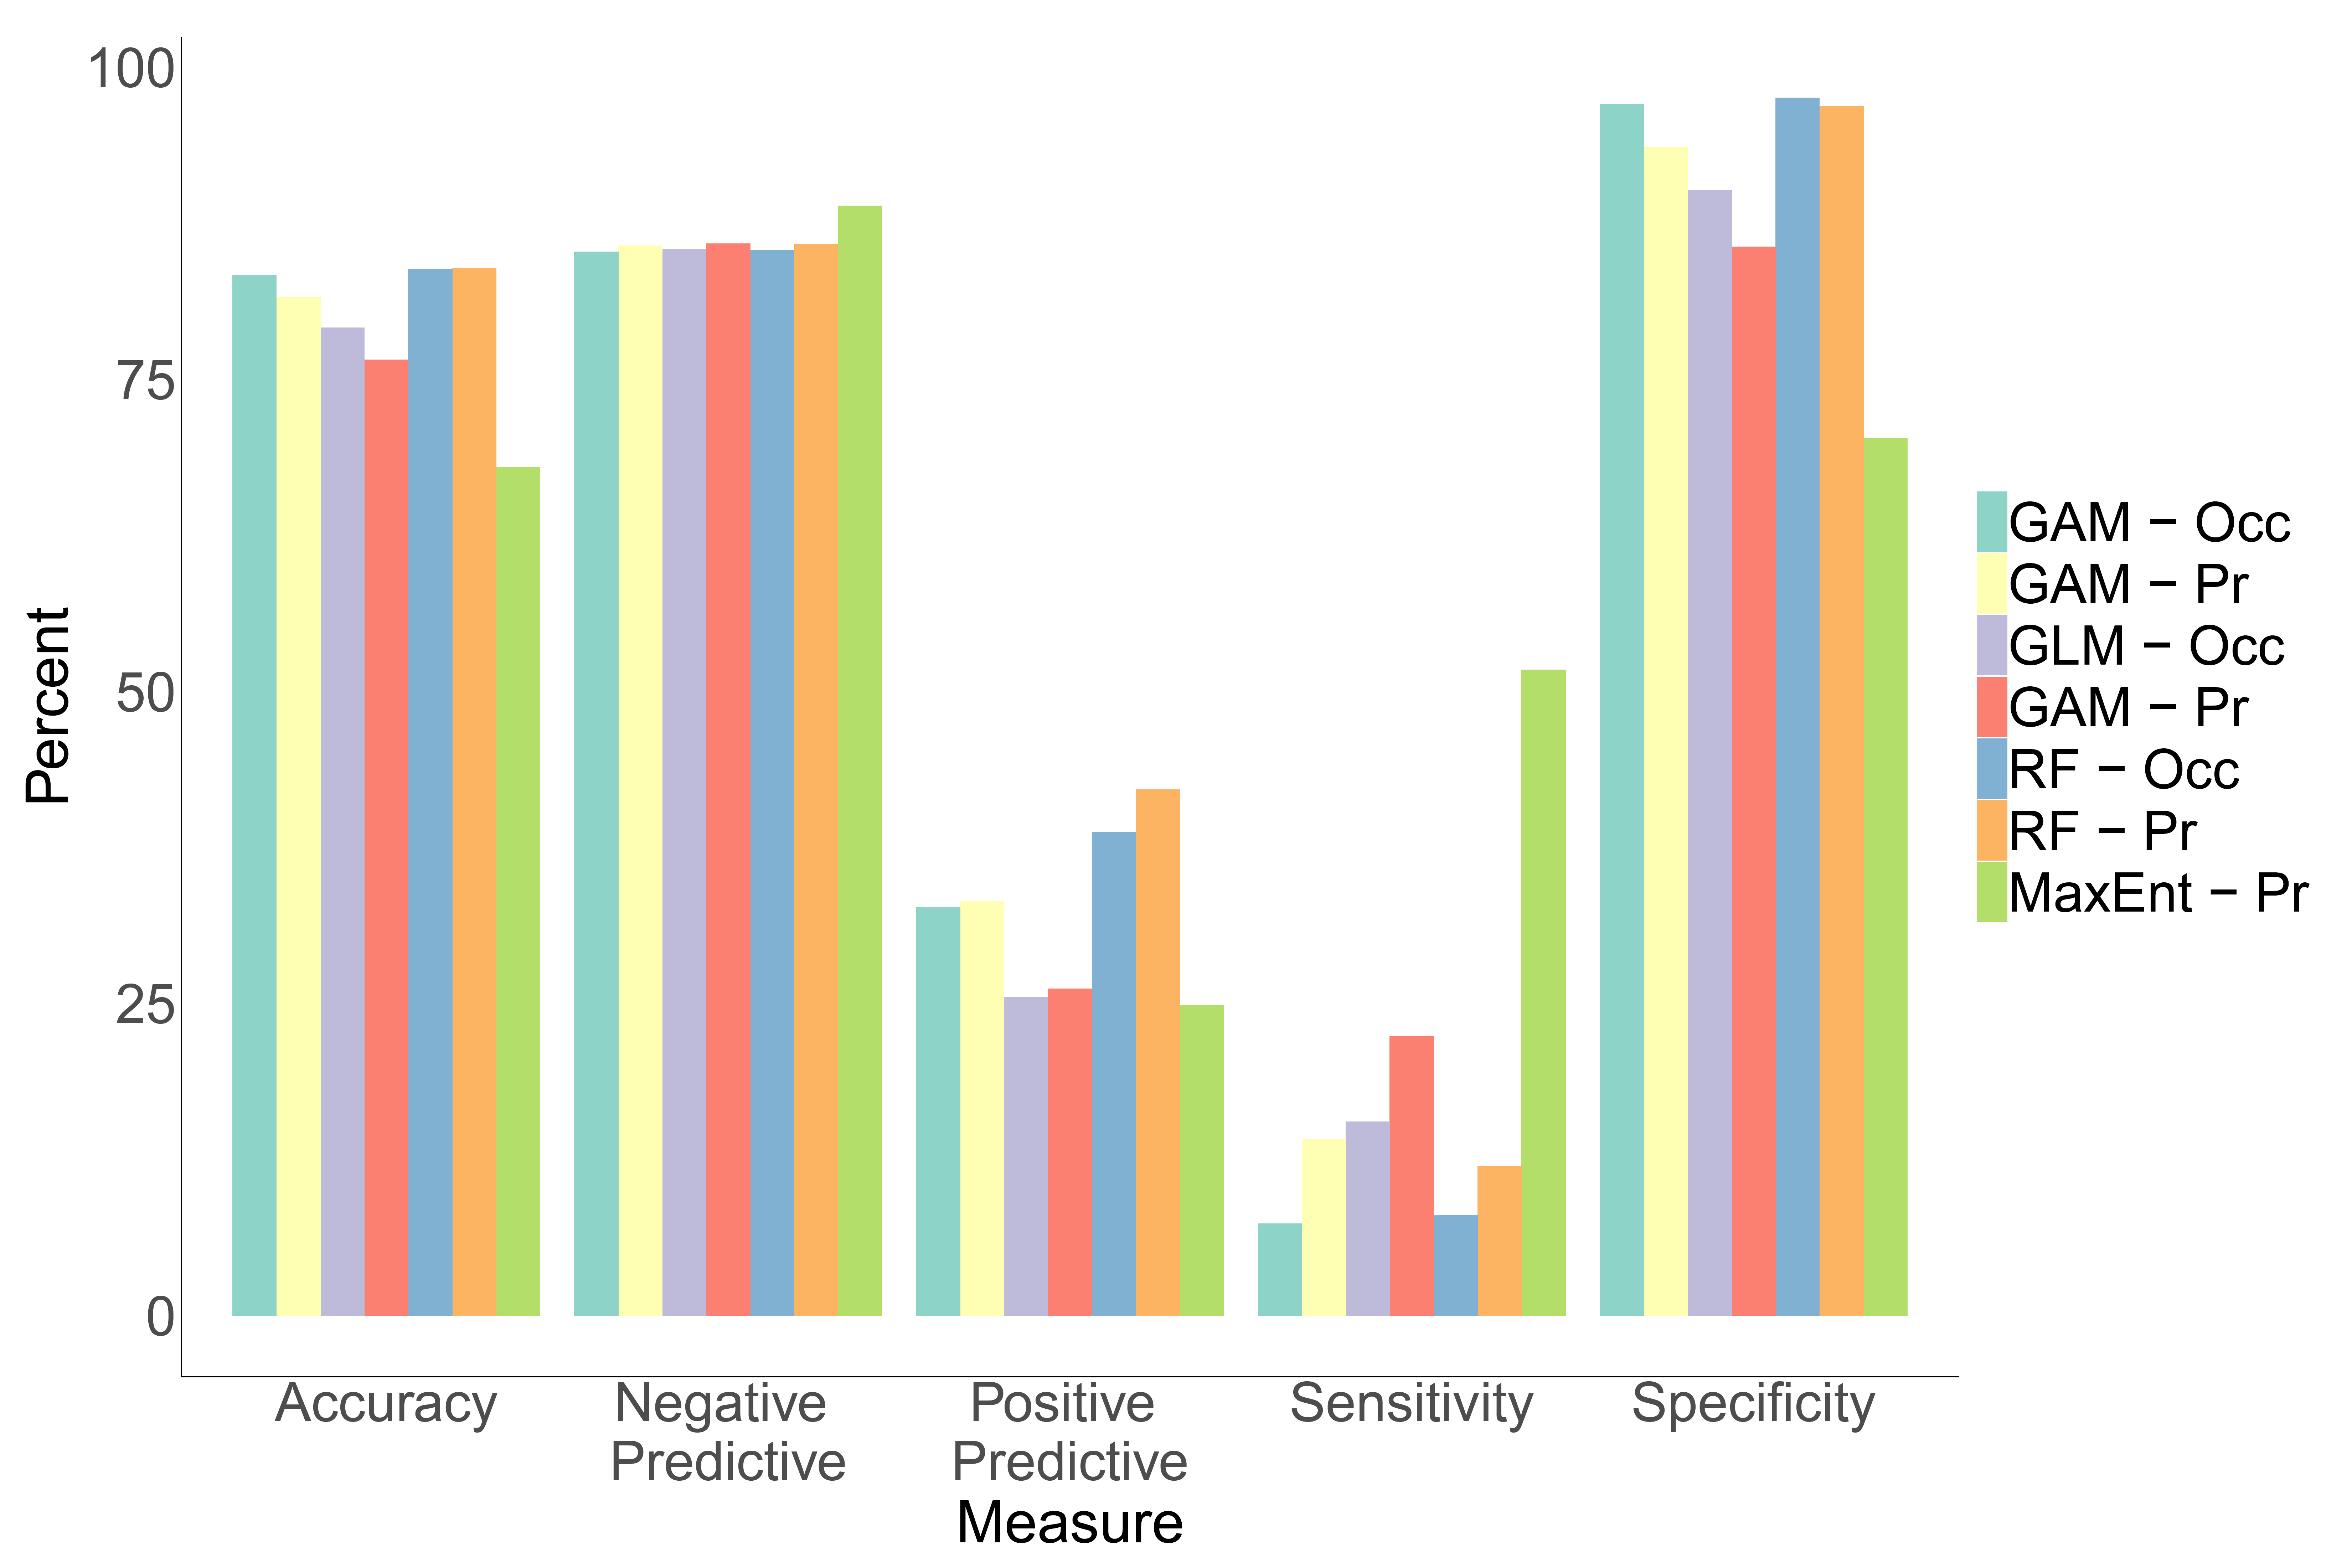 100
75
50
25
0
Percent
Accuracy
Negative
Predictive
Positive
Predictive
Sensitivity
Specificity
Measure
GAM − Occ
GAM − Pr
GLM − Occ
GAM − Pr
RF − Occ
RF − Pr
MaxEnt − Pr